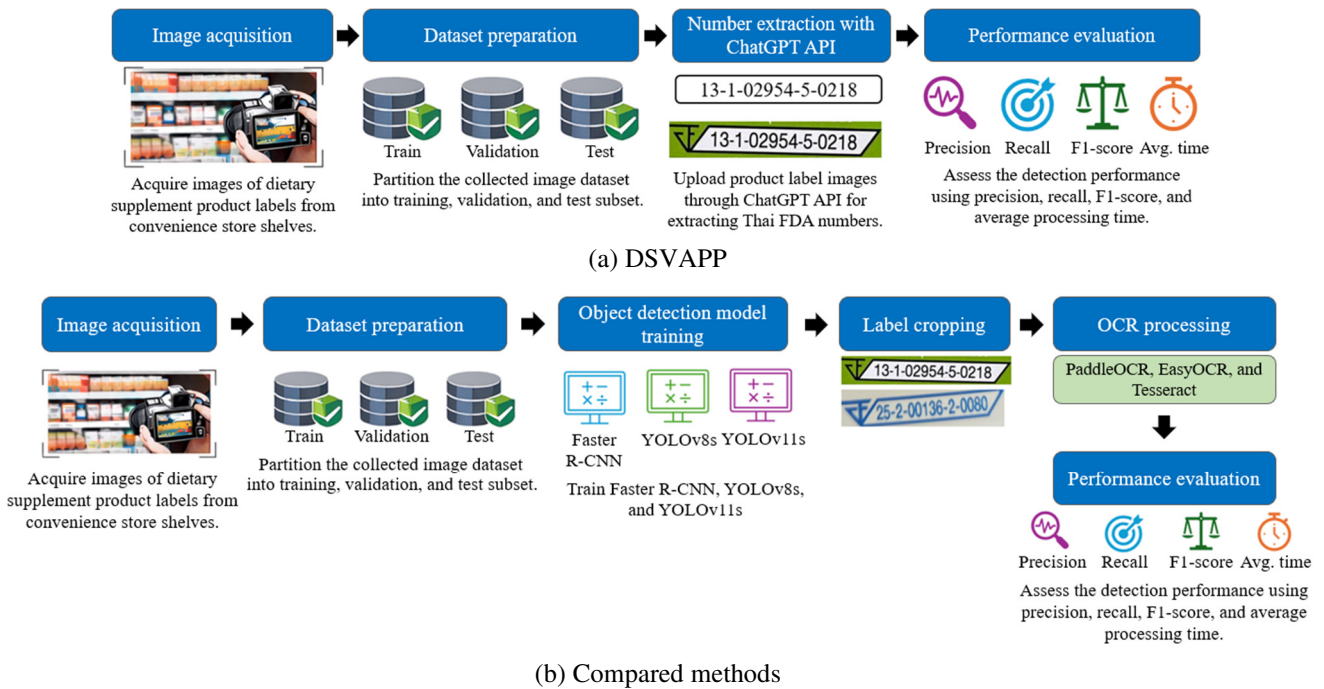 Image acquisition
Dataset preparation
Number extraction with
ChatGPT API
Performance evaluation
13-1-02954-5-0218
13-1-02954-5-0218
Train
Validation
Test
Precision
Recall
F1-score
Avg. time
Acquire images of dietary
supplement product labels from
convenience store shelves.
Partition the collected image dataset
into training, validation, and test subset.
Upload product label images
through ChatGPT API for
extracting Thai FDA numbers.
Assess the detection performance
using precision, recall, F1-score, and
average processing time.
(a) DSVAPP
Image acquisition
Dataset preparation
Object detection model
training
Label cropping
OCR processing
13-1-02954-5-0218
25-2-00136-2-0080
PaddleOCR, EasyOCR, and
Tesseract
Train
Validation
Test
Faster
R-CNN
YOLOv8s
YOLOv11s
Acquire images of dietary
supplement product labels from
convenience store shelves.
Partition the collected image dataset
into training, validation, and test subset.
Train Faster R-CNN, YOLOv8s,
and YOLOv11s
Performance evaluation
Precision
Recall
F1-score
Avg. time
Assess the detection performance using
precision, recall, F1-score, and average
processing time.
(b) Compared methods